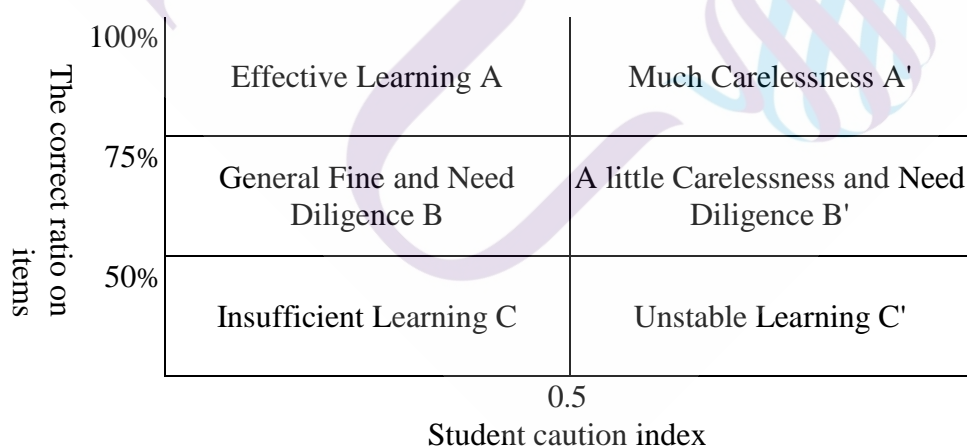 100%
Effective Learning A
Much Carelessness A'
75%
General Fine and Need
Diligence B
A little Carelessness and Need
Diligence B'
50%
Insufficient Learning C
Unstable Learning C'
The correct ratio on
items
0.5
Student caution index